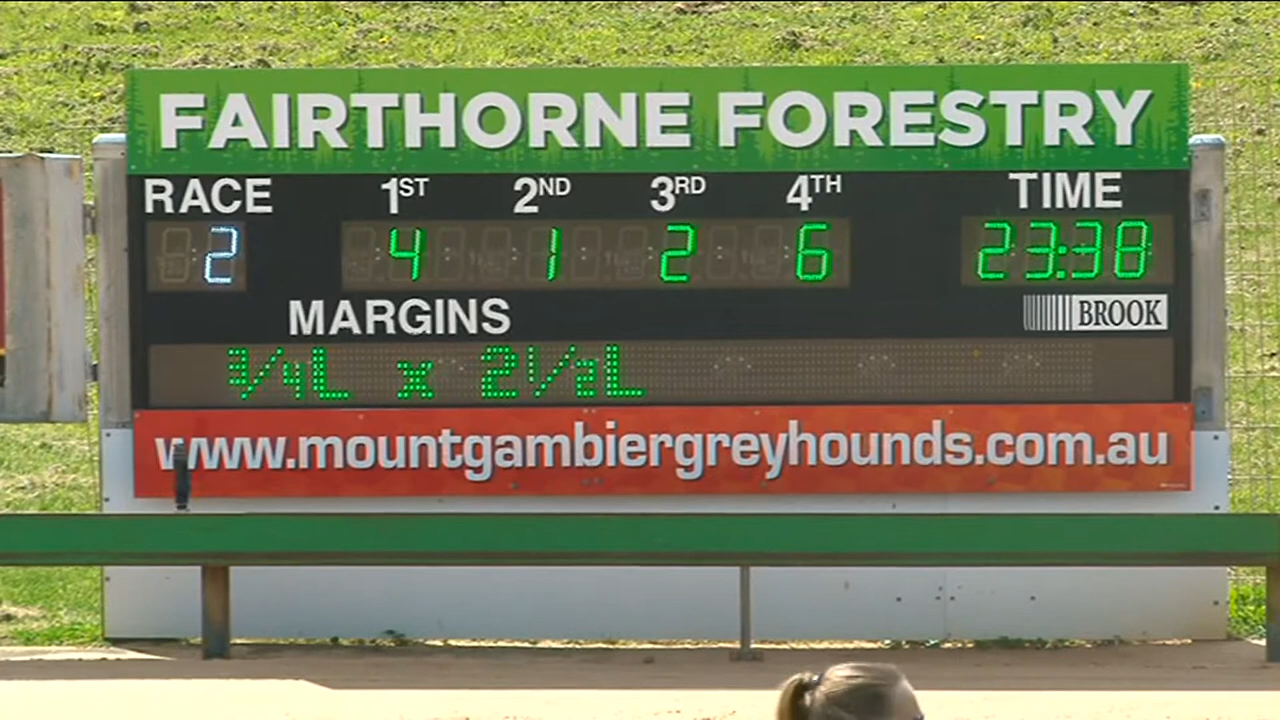 FAIRTHORNE FORESTRY
RACE 1ST 2ND 3RD 4TH TIME
2 4 1 2 6 23:38
MARGINS
BROOK
3/4L x 2 1/2L
www.mountgambiergreyhounds.com.au